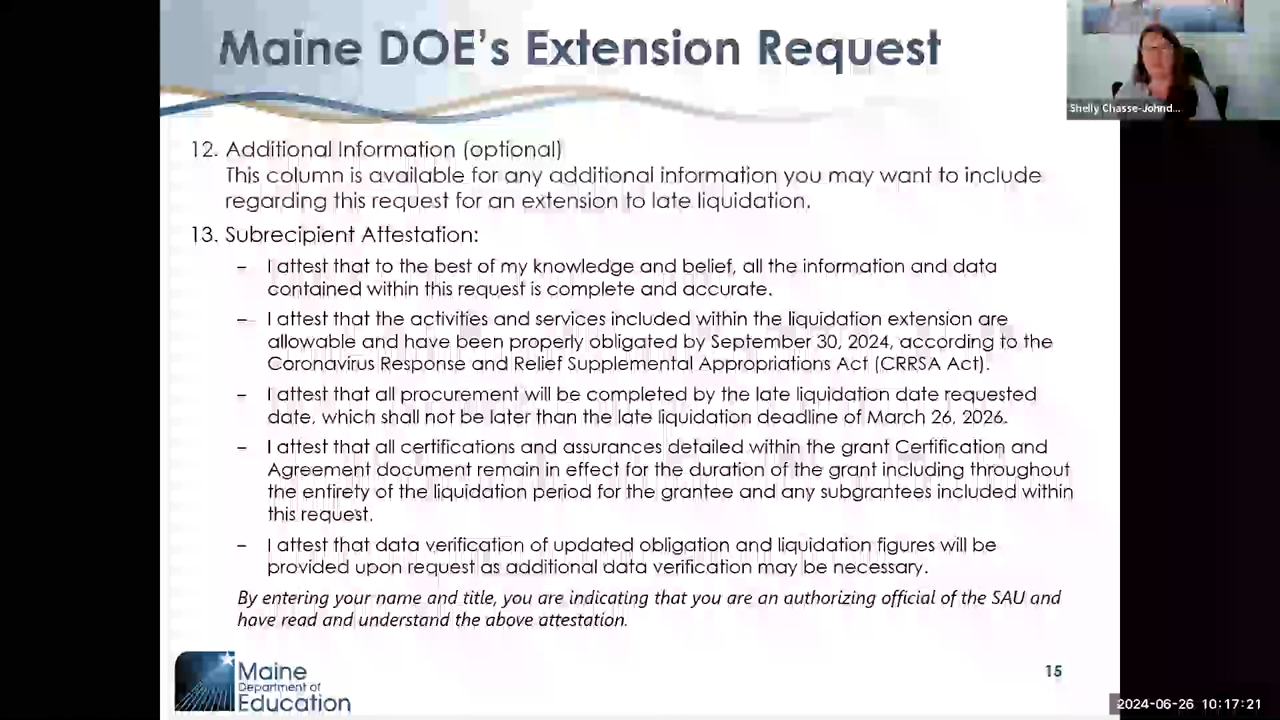 Maine DOE's Extension Request
Shelly Chasse-Johnd...
12. Additional Information (optional)
This column is available for any additional information you may want to include
regarding this request for an extension to late liquidation.
13. Subrecipient Attestation:
– I attest that to the best of my knowledge and belief, all the information and data
contained within this request is complete and accurate.
– I attest that the activities and services included within the liquidation extension are
allowable and have been properly obligated by September 30, 2024, according to the
Coronavirus Response and Relief Supplemental Appropriations Act (CRRSA Act).
– I attest that all procurement will be completed by the late liquidation date requested
date, which shall not be later than the late liquidation deadline of March 26, 2026.
– I attest that all certifications and assurances detailed within the grant Certification and
Agreement document remain in effect for the duration of the grant including throughout
the entirety of the liquidation period for the grantee and any subgrantees included within
this request.
– I attest that data verification of updated obligation and liquidation figures will be
provided upon request as additional data verification may be necessary.
By entering your name and title, you are indicating that you are an authorizing official of the SAU and
have read and understand the above attestation.
Maine
Department of
Education
15
2024-06-26 10:17:21